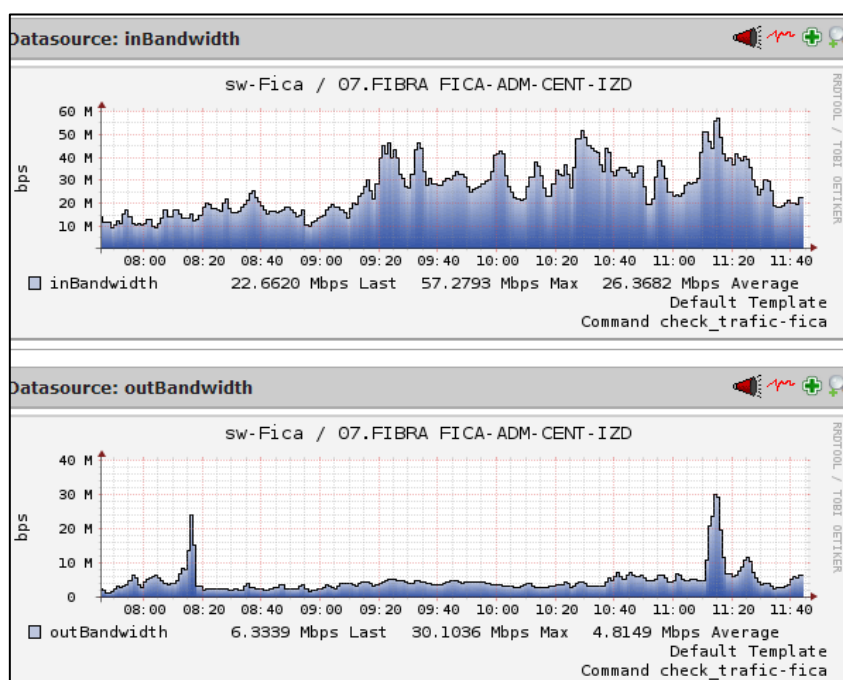 Datasource: inBandwidth
sw-Fica / 07.FIBRA FICA-ADM-CENT-IZD
RRDTOOL / TOBI OETIKER
60 M
50 M
40 M
30 M
20 M
10 M
bps
08:00 08:20 08:40 09:00 09:20 09:40 10:00 10:20 10:40 11:00 11:20 11:40
inBandwidth 22.6620 Mbps Last 57.2793 Mbps Max 26.3682 Mbps Average
Default Template
Command check_trafic-fica
Datasource: outBandwidth
sw-Fica / 07.FIBRA FICA-ADM-CENT-IZD
RRDTOOL / TOBI OETIKER
40 M
30 M
20 M
10 M
0
bps
08:00 08:20 08:40 09:00 09:20 09:40 10:00 10:20 10:40 11:00 11:20 11:40
outBandwidth 6.3339 Mbps Last 30.1036 Mbps Max 4.8149 Mbps Average
Default Template
Command check_trafic-fica